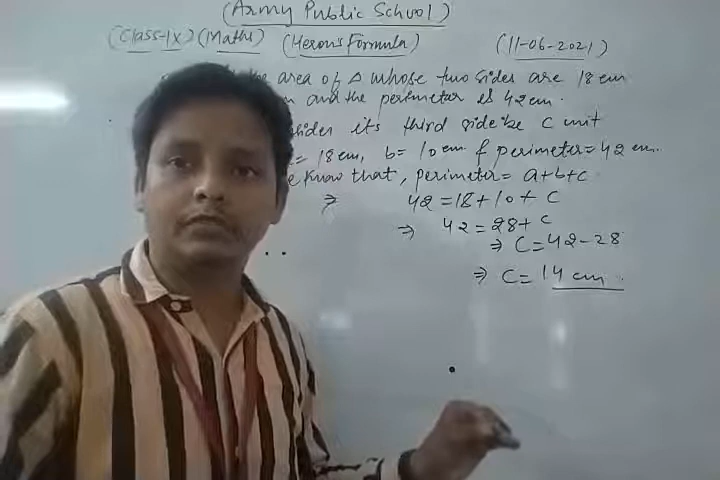 (Army Public School)
(Class-IX) (Maths) (Heron's Formula) (11-06-2021)
the area of Δ whose two sides are 18 cm
and the perimeter is 42 cm.
its third side be C unit
= 18 cm, b = 10 cm & perimeter = 42 cm.
Know that, perimeter = a+b+c
⇒ 42 = 18 + 10 + C
⇒ 42 = 28 + C
⇒ C = 42 - 28
⇒ C = 14 cm